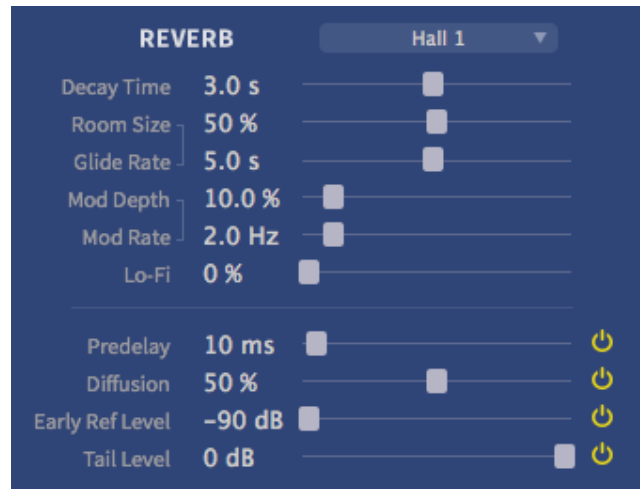 REVERB Hall 1
Decay Time 3.0 s
Room Size 50 %
Glide Rate 5.0 s
Mod Depth 10.0 %
Mod Rate 2.0 Hz
Lo-Fi 0 %
Predelay 10 ms
Diffusion 50 %
Early Ref Level -90 dB
Tail Level 0 dB